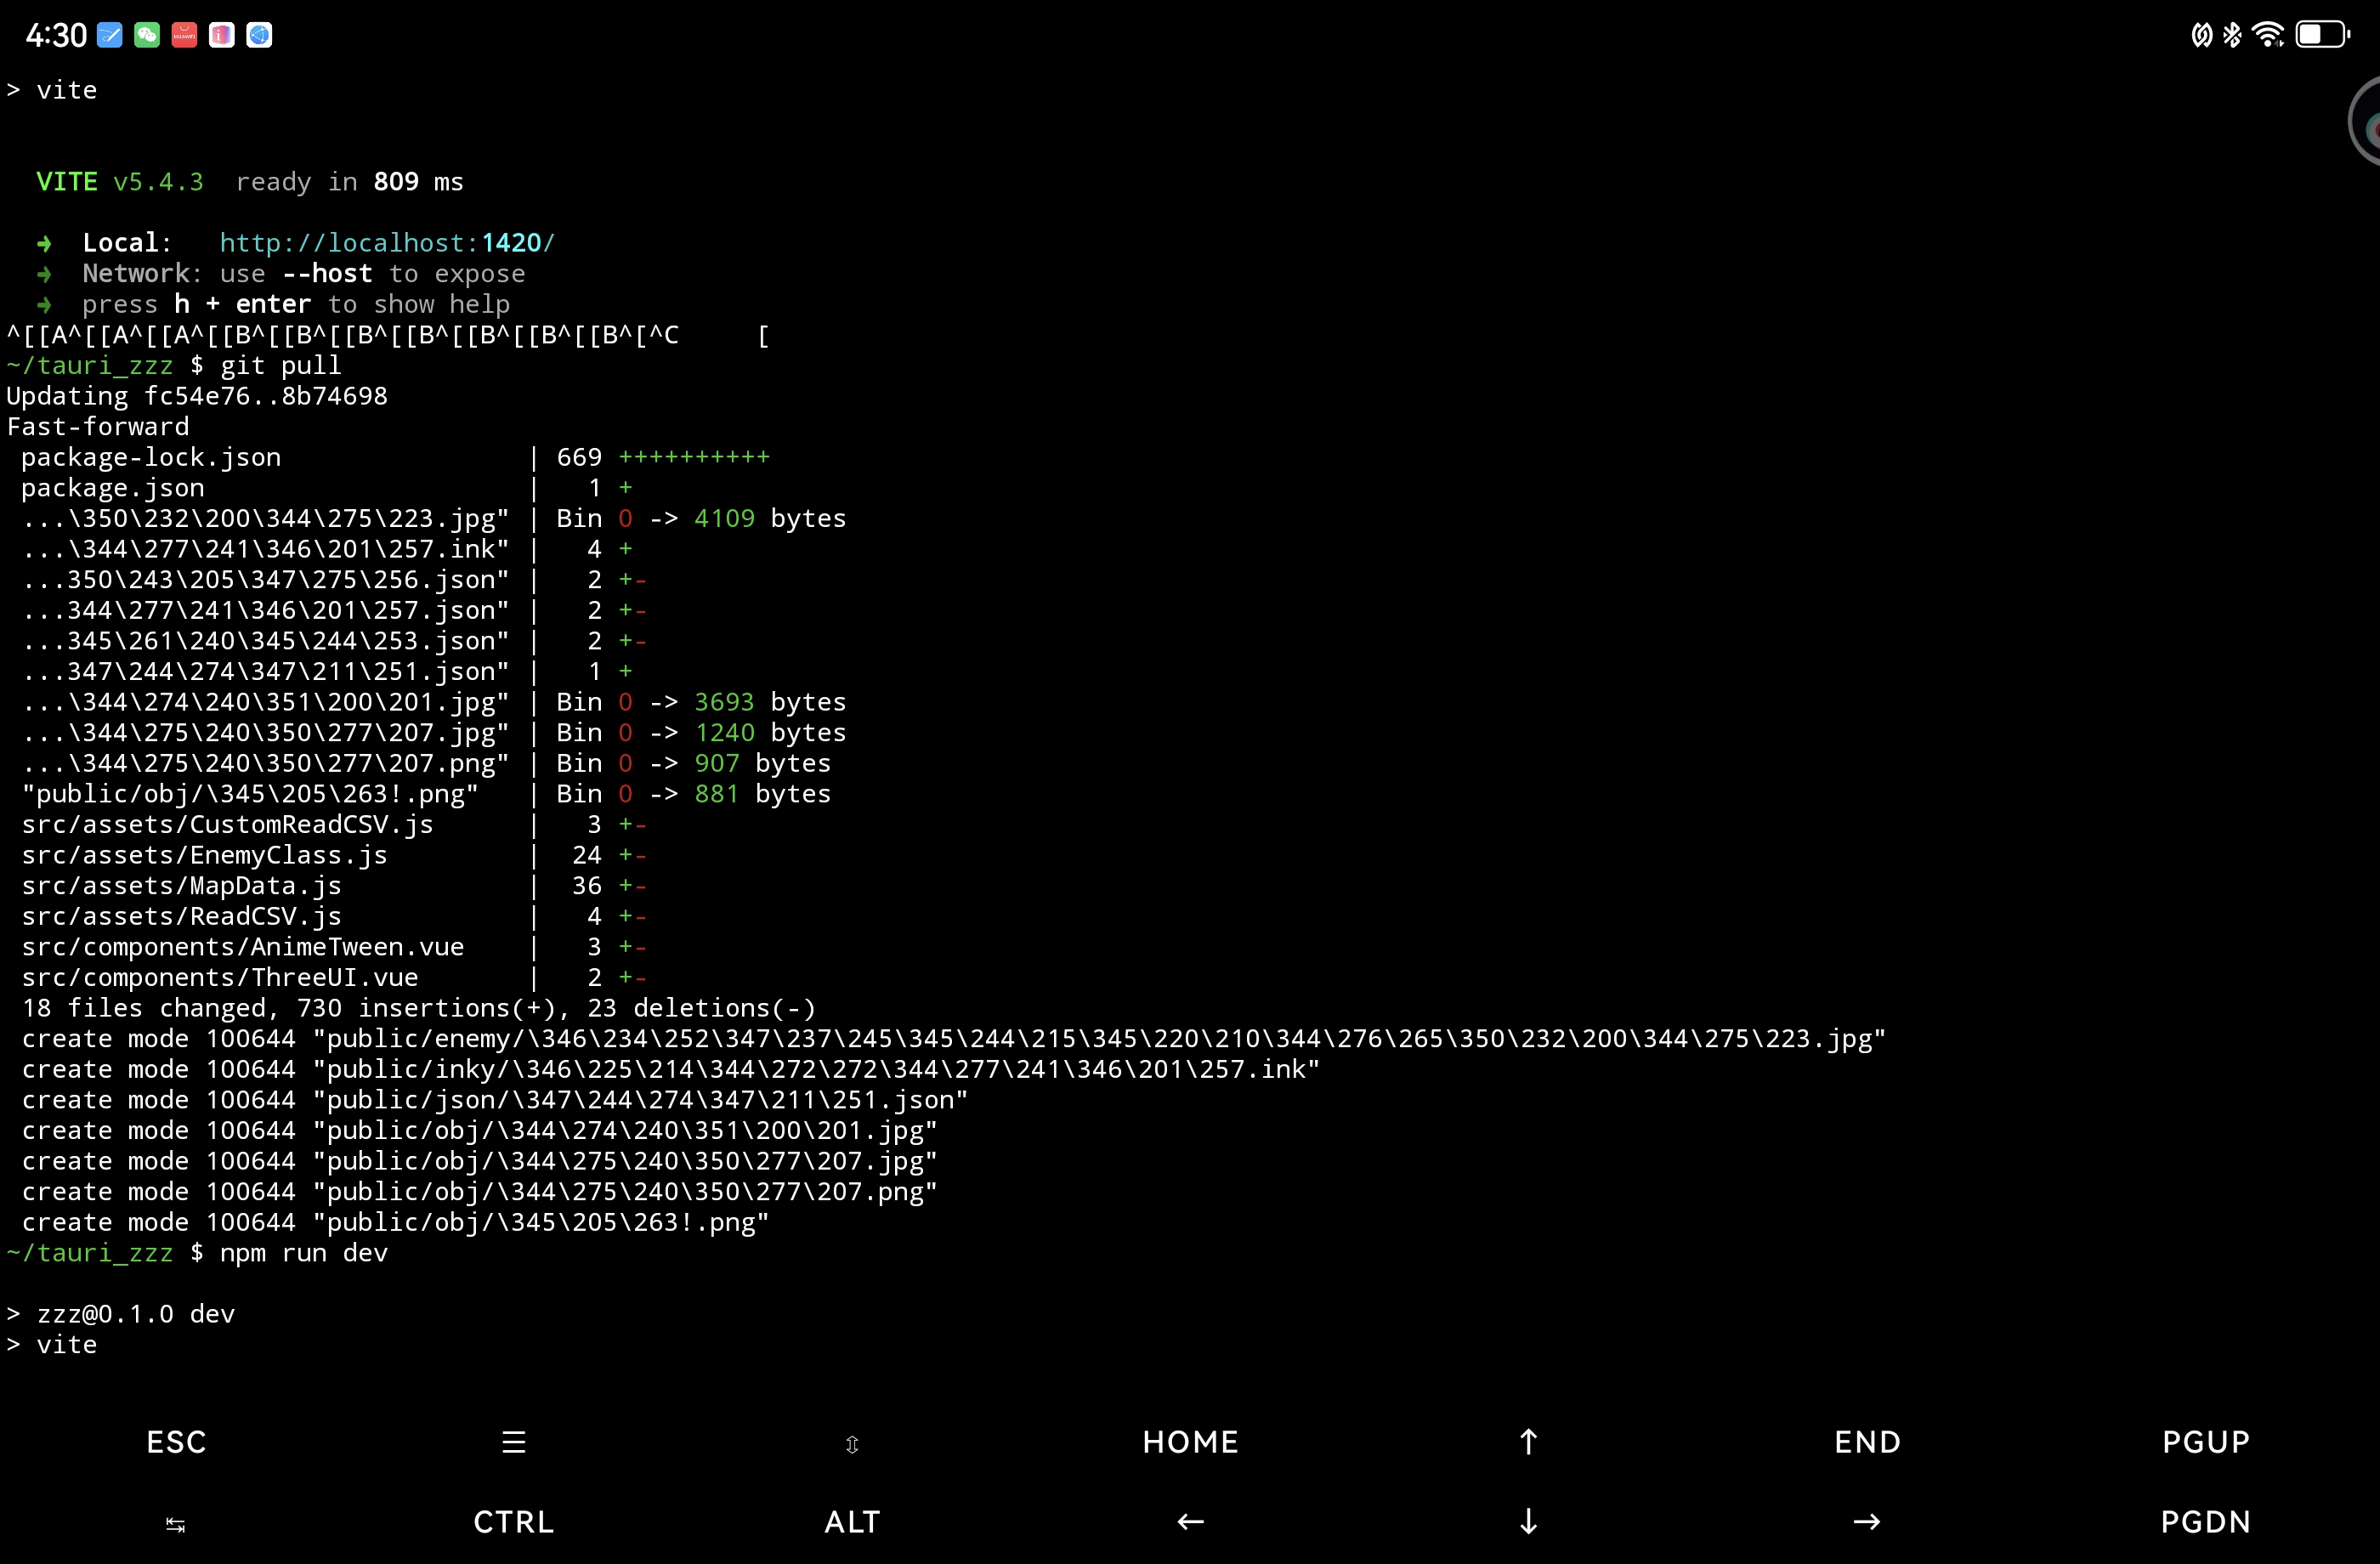 4:30
> vite
VITE v5.4.3  ready in 809 ms
➜  Local:   http://localhost:1420/
➜  Network: use --host to expose
➜  press h + enter to show help
^[[A^[[A^[[A^[[B^[[B^[[B^[[B^[[B^[[B^[[B^[^C     [
~/tauri_zzz $ git pull
Updating fc54e76..8b74698
Fast-forward
package-lock.json                | 669 ++++++++++
package.json                     |   1 +
...\350\232\200\344\275\223.jpg" | Bin 0 -> 4109 bytes
...\344\277\241\346\201\257.ink" |   4 +
...350\243\205\347\275\256.json" |   2 +-
...344\277\241\346\201\257.json" |   2 +-
...345\261\240\345\244\253.json" |   2 +-
...347\244\274\347\211\251.json" |   1 +
...\344\274\240\351\200\201.jpg" | Bin 0 -> 3693 bytes
...\344\275\240\350\277\207.jpg" | Bin 0 -> 1240 bytes
...\344\275\240\350\277\207.png" | Bin 0 -> 907 bytes
"public/obj/\345\205\263!.png"   | Bin 0 -> 881 bytes
src/assets/CustomReadCSV.js      |   3 +-
src/assets/EnemyClass.js         |  24 +-
src/assets/MapData.js            |  36 +-
src/assets/ReadCSV.js            |   4 +-
src/components/AnimeTween.vue    |   3 +-
src/components/ThreeUI.vue       |   2 +-
18 files changed, 730 insertions(+), 23 deletions(-)
create mode 100644 "public/enemy/\346\234\252\347\237\245\345\244\215\345\220\210\344\276\265\350\232\200\344\275\223.jpg"
create mode 100644 "public/inky/\346\225\214\344\272\272\344\277\241\346\201\257.ink"
create mode 100644 "public/json/\347\244\274\347\211\251.json"
create mode 100644 "public/obj/\344\274\240\351\200\201.jpg"
create mode 100644 "public/obj/\344\275\240\350\277\207.jpg"
create mode 100644 "public/obj/\344\275\240\350\277\207.png"
create mode 100644 "public/obj/\345\205\263!.png"
~/tauri_zzz $ npm run dev
> zzz@0.1.0 dev
> vite
ESC ☰ ⇳ HOME ↑ END PGUP
↹ CTRL ALT ← ↓ → PGDN